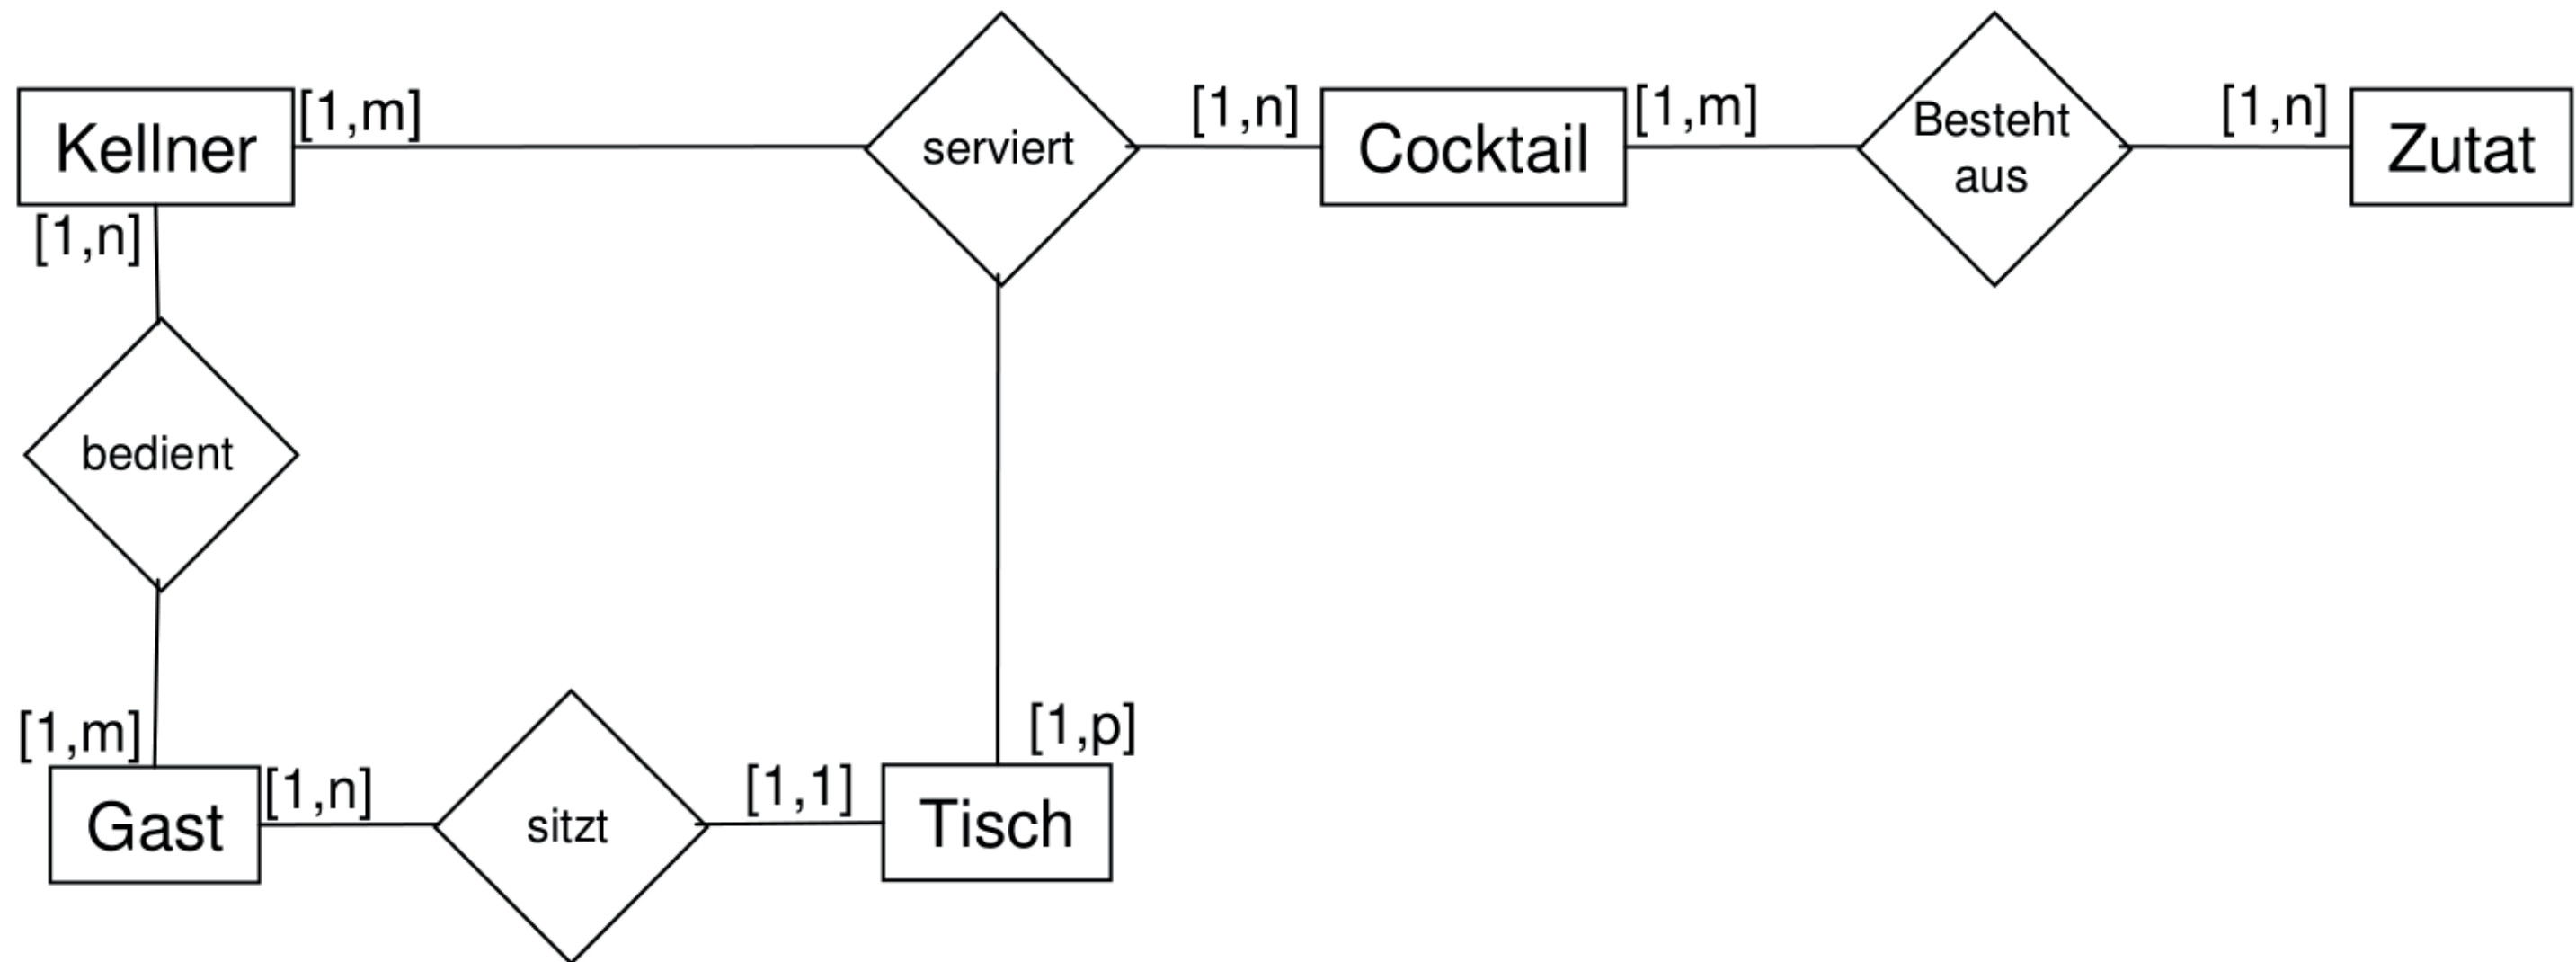 [1,m]
[1,n]
[1,m]
[1,n]
Kellner
serviert
Cocktail
Besteht
aus
Zutat
[1,n]
bedient
[1,m]
[1,p]
[1,n]
[1,1]
Gast
sitzt
Tisch